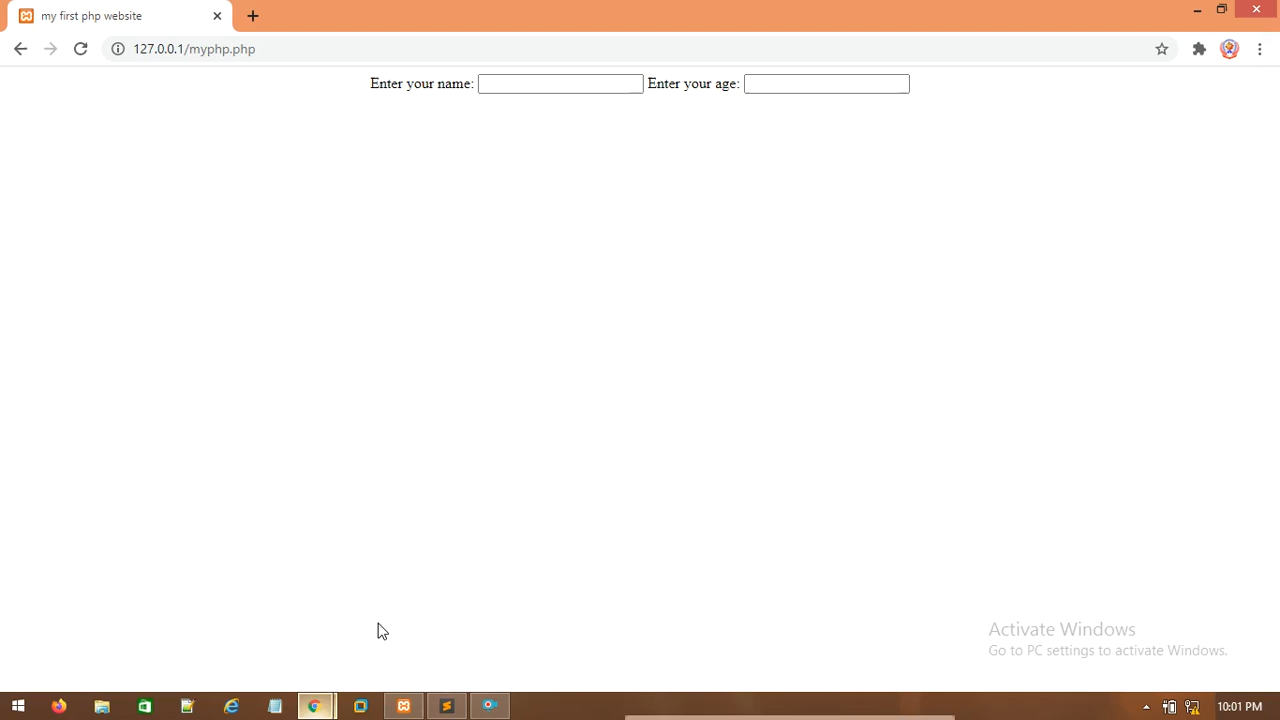 my first php website
127.0.0.1/myphp.php
Enter your name: Enter your age:
Activate Windows
Go to PC settings to activate Windows.
10:01 PM